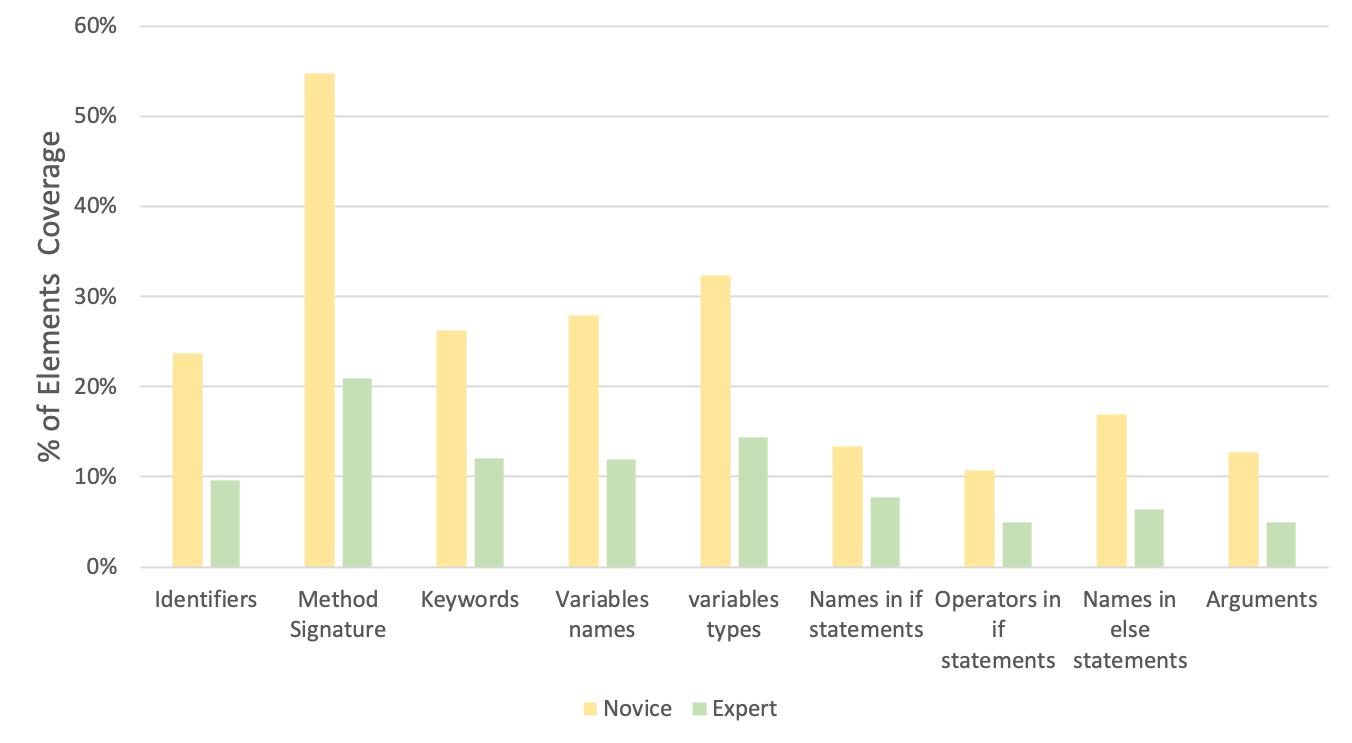 60%
50%
40%
30%
20%
10%
0%
% of Elements Coverage
Identifiers
Method
Signature
Keywords
Variables
names
variables
types
Names in if
statements
Operators in
if
statements
Names in
else
statements
Arguments
Novice
Expert